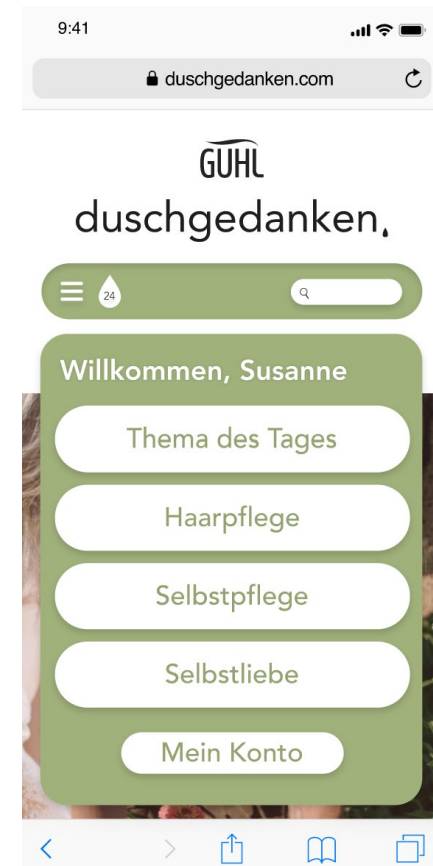 9:41
duschgedanken.com
GUHL
duschgedanken
24
Willkommen, Susanne
Thema des Tages
Haarpflege
Selbstpflege
Selbstliebe
Mein Konto